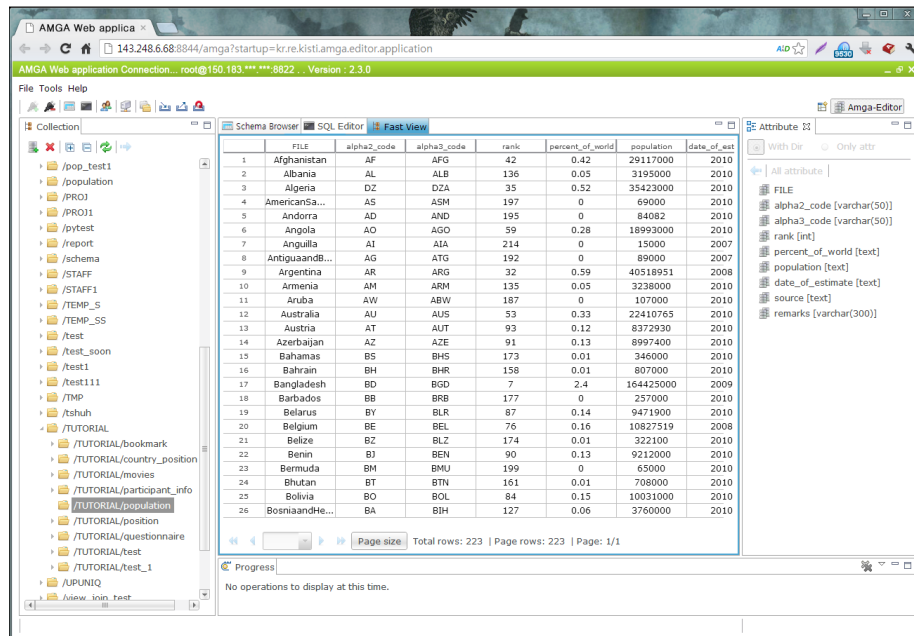 AMGA Web applica ×
143.248.6.68:8844/amga?startup=kr.re.kisti.amga.editor.application
9530
AMGA Web application Connection... root@150.183.***.***:8822 . . Version : 2.3.0
File Tools Help
Amga-Editor
Collection
/pop_test1
/population
/PROJ
/PROJ1
/pytest
/report
/schema
/STAFF
/STAFF1
/TEMP_S
/TEMP_SS
/test
/test_soon
/test1
/test111
/TMP
/tshuh
/TUTORIAL
/TUTORIAL/bookmark
/TUTORIAL/country_position
/TUTORIAL/movies
/TUTORIAL/participant_info
/TUTORIAL/population
/TUTORIAL/position
/TUTORIAL/questionnaire
/TUTORIAL/test
/TUTORIAL/test_1
/UPUNIQ
/view_join_test
Schema Browser SQL Editor Fast View
FILE alpha2_code alpha3_code rank percent_of_world population date_of_est
1 Afghanistan AF AFG 42 0.42 29117000 2010
2 Albania AL ALB 136 0.05 3195000 2010
3 Algeria DZ DZA 35 0.52 35423000 2010
4 AmericanSa... AS ASM 197 0 69000 2010
5 Andorra AD AND 195 0 84082 2010
6 Angola AO AGO 59 0.28 18993000 2010
7 Anguilla AI AIA 214 0 15000 2007
8 AntiguaandB... AG ATG 192 0 89000 2007
9 Argentina AR ARG 32 0.59 40518951 2008
10 Armenia AM ARM 135 0.05 3238000 2010
11 Aruba AW ABW 187 0 107000 2010
12 Australia AU AUS 53 0.33 22410765 2010
13 Austria AT AUT 93 0.12 8372930 2010
14 Azerbaijan AZ AZE 91 0.13 8997400 2010
15 Bahamas BS BHS 173 0.01 346000 2010
16 Bahrain BH BHR 158 0.01 807000 2010
17 Bangladesh BD BGD 7 2.4 164425000 2009
18 Barbados BB BRB 177 0 257000 2010
19 Belarus BY BLR 87 0.14 9471900 2010
20 Belgium BE BEL 76 0.16 10827519 2008
21 Belize BZ BLZ 174 0.01 322100 2010
22 Benin BJ BEN 90 0.13 9212000 2010
23 Bermuda BM BMU 199 0 65000 2010
24 Bhutan BT BTN 161 0.01 708000 2010
25 Bolivia BO BOL 84 0.15 10031000 2010
26 BosniaandHe... BA BIH 127 0.06 3760000 2010
Page size Total rows: 223 | Page rows: 223 | Page: 1/1
Attribute
With Dir Only attr
All attribute
FILE
alpha2_code [varchar(50)]
alpha3_code [varchar(50)]
rank [int]
percent_of_world [text]
population [text]
date_of_estimate [text]
source [text]
remarks [varchar(300)]
Progress
No operations to display at this time.